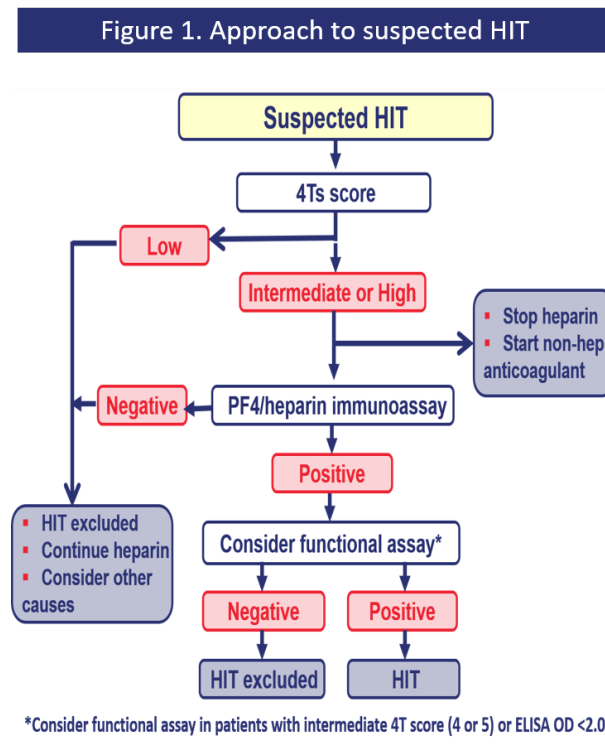 Figure 1. Approach to suspected HIT
Suspected HIT
4Ts score
Low
Intermediate or High
▪ Stop heparin
▪ Start non-hep
anticoagulant
Negative
PF4/heparin immunoassay
Positive
▪ HIT excluded
▪ Continue heparin
▪ Consider other
causes
Consider functional assay*
Negative
Positive
HIT excluded
HIT
*Consider functional assay in patients with intermediate 4T score (4 or 5) or ELISA OD <2.0